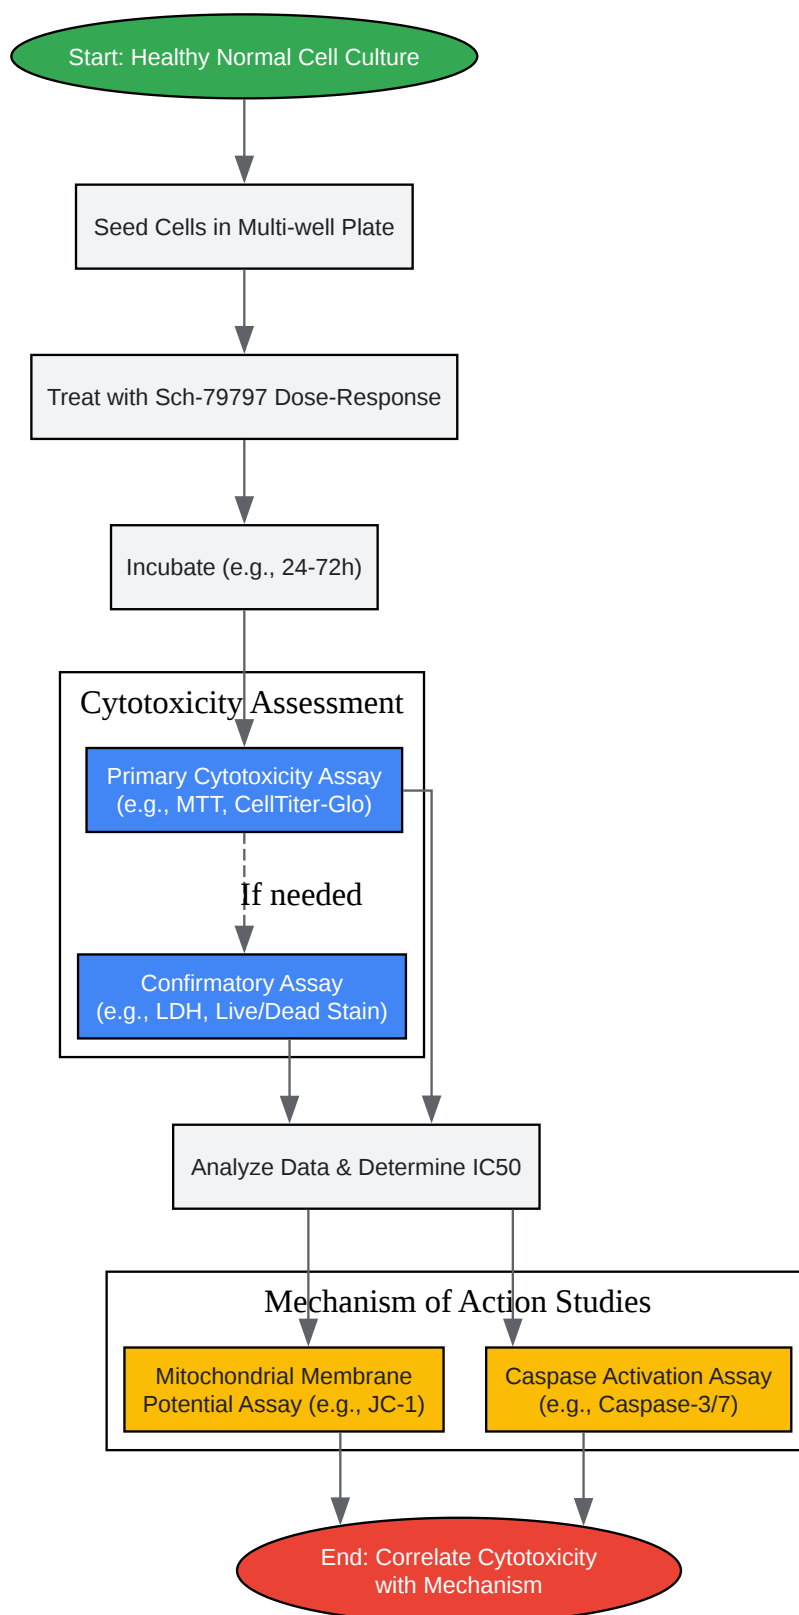 Start: Healthy Normal Cell Culture
Seed Cells in Multi-well Plate
Treat with Sch-79797 Dose-Response
Incubate (e.g., 24-72h)
Cytotoxicity Assessment
Primary Cytotoxicity Assay
(e.g., MTT, CellTiter-Glo)
If needed
Confirmatory Assay
(e.g., LDH, Live/Dead Stain)
Analyze Data & Determine IC50
Mechanism of Action Studies
Mitochondrial Membrane
Potential Assay (e.g., JC-1)
Caspase Activation Assay
(e.g., Caspase-3/7)
End: Correlate Cytotoxicity
with Mechanism